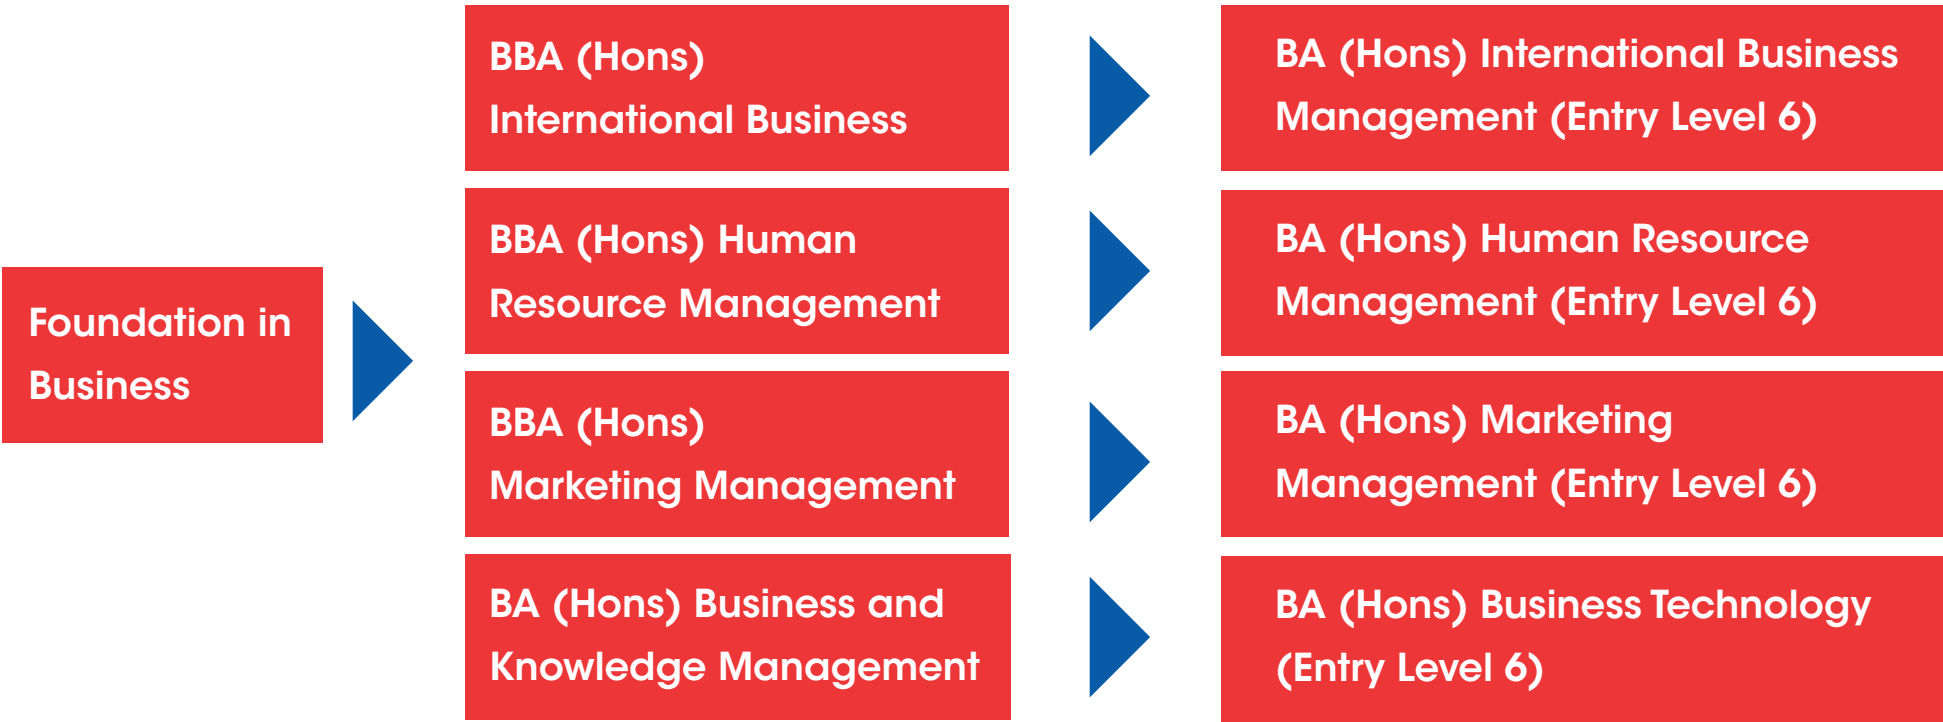 Foundation in
Business
BBA (Hons)
International Business
BA (Hons) International Business
Management (Entry Level 6)
BBA (Hons) Human
Resource Management
BA (Hons) Human Resource
Management (Entry Level 6)
BBA (Hons)
Marketing Management
BA (Hons) Marketing
Management (Entry Level 6)
BA (Hons) Business and
Knowledge Management
BA (Hons) Business Technology
(Entry Level 6)